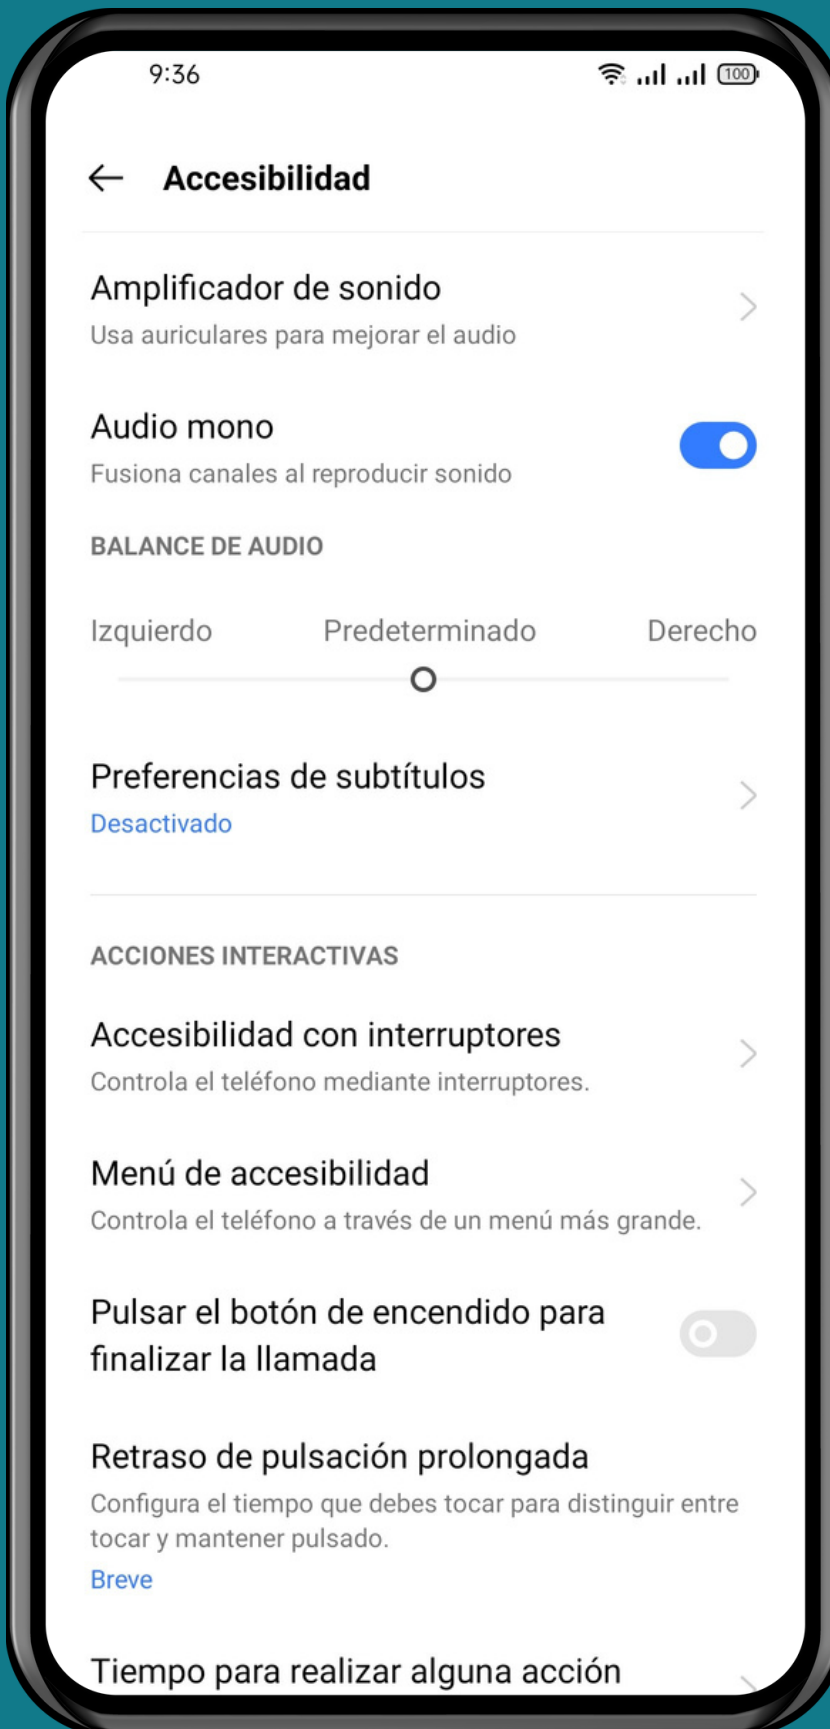 9:36
100
Accesibilidad
Amplificador de sonido
Usa auriculares para mejorar el audio
Audio mono
Fusiona canales al reproducir sonido
BALANCE DE AUDIO
Izquierdo Predeterminado Derecho
Preferencias de subtítulos
Desactivado
ACCIONES INTERACTIVAS
Accesibilidad con interruptores
Controla el teléfono mediante interruptores.
Menú de accesibilidad
Controla el teléfono a través de un menú más grande.
Pulsar el botón de encendido para
finalizar la llamada
Retraso de pulsación prolongada
Configura el tiempo que debes tocar para distinguir entre
tocar y mantener pulsado.
Breve
Tiempo para realizar alguna acción